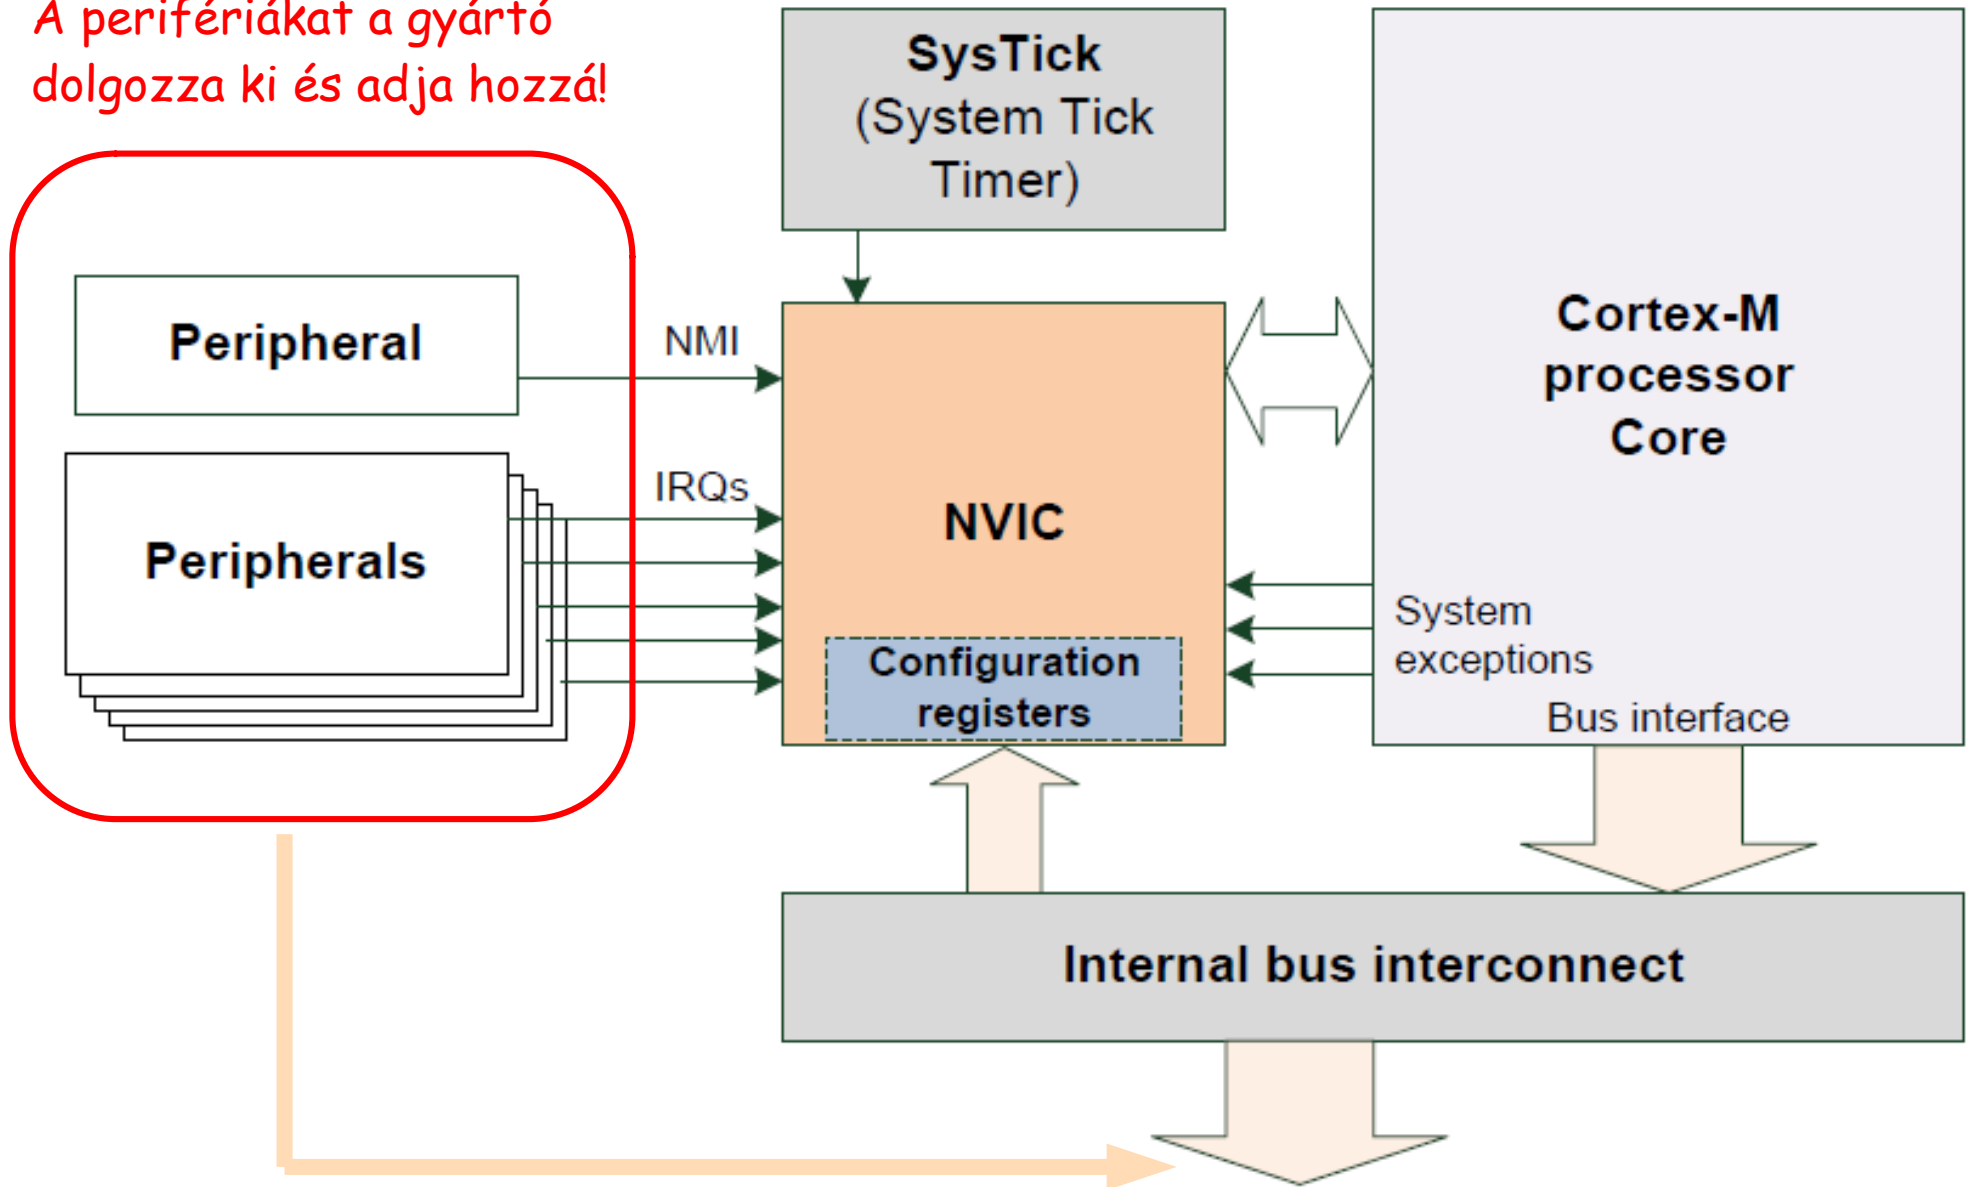 A perifériákat a gyártó
dolgozza ki és adja hozzá!
SysTick
(System Tick
Timer)
Peripheral
NMI
Cortex-M
processor
Core
IRQs
NVIC
Peripherals
System
exceptions
Configuration
registers
Bus interface
Internal bus interconnect